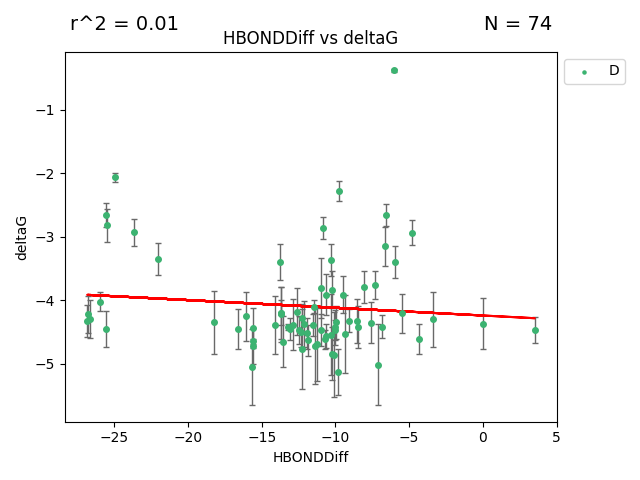 r^2 = 0.01
N = 74
HBONDDiff vs deltaG
D
−1
−2
−3
−4
−5
deltaG
−25
−20
−15
−10
−5
0
5
HBONDDiff